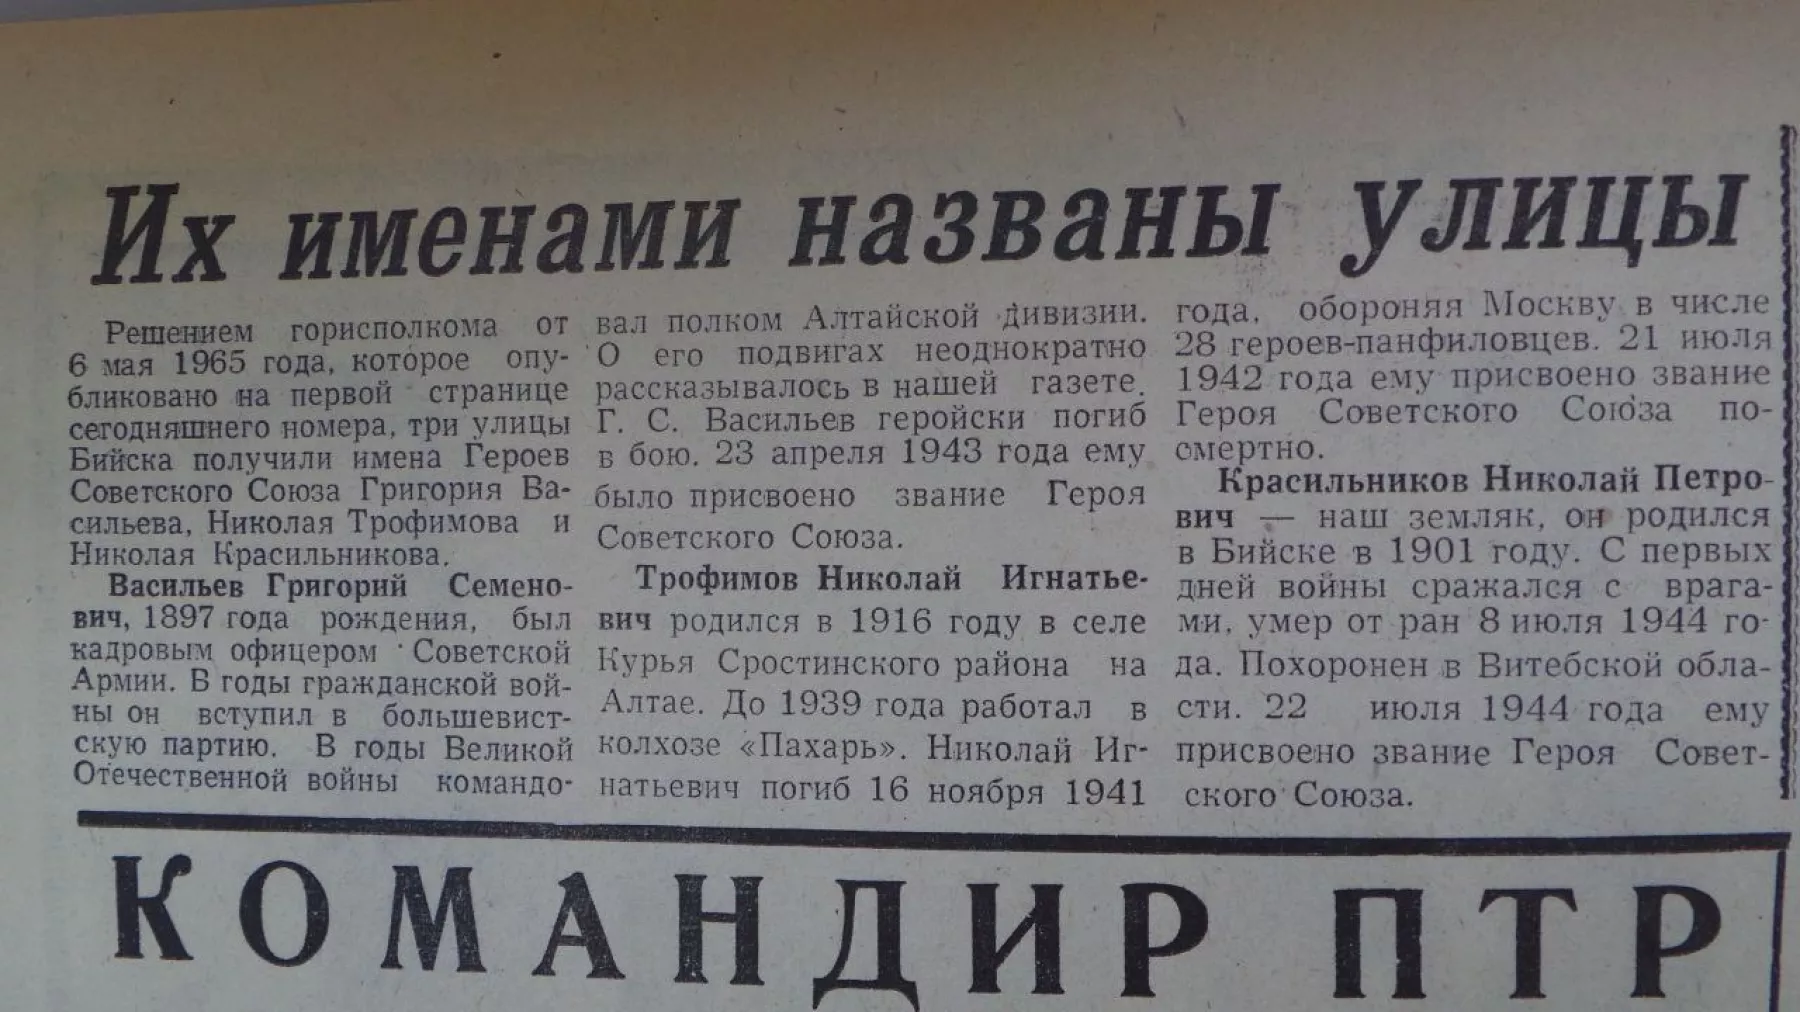 Их именами названы улицы
Решением горисполкома от
6 мая 1965 года, которое опу-
бликовано на первой странице
сегодняшнего номера, три улицы
Бийска получили имена Героев
Советского Союза Григория Ва-
сильева, Николая Трофимова и
Николая Красильникова.
Васильев Григорий Семено-
вич, 1897 года рождения, был
кадровым офицером Советской
Армии. В годы гражданской вой-
ны он вступил в большевист-
скую партию. В годы Великой
Отечественной войны командо-
вал полком Алтайской дивизии.
О его подвигах неоднократно
рассказывалось в нашей газете.
Г. С. Васильев геройски погиб
в бою. 23 апреля 1943 года ему
было присвоено звание Героя
Советского Союза.
Трофимов Николай Игнатье-
вич родился в 1916 году в селе
Курья Сростинского района на
Алтае. До 1939 года работал в
колхозе «Пахарь». Николай Иг-
натьевич погиб 16 ноября 1941
года, обороняя Москву в числе
28 героев-панфиловцев. 21 июля
1942 года ему присвоено звание
Героя Советского Союза по-
смертно.
Красильников Николай Петро-
вич — наш земляк, он родился
в Бийске в 1901 году. С первых
дней войны сражался с врага-
ми, умер от ран 8 июля 1944 го-
да. Похоронен в Витебской обла-
сти. 22 июля 1944 года ему
присвоено звание Героя Совет-
ского Союза.
КОМАНДИР ПТР